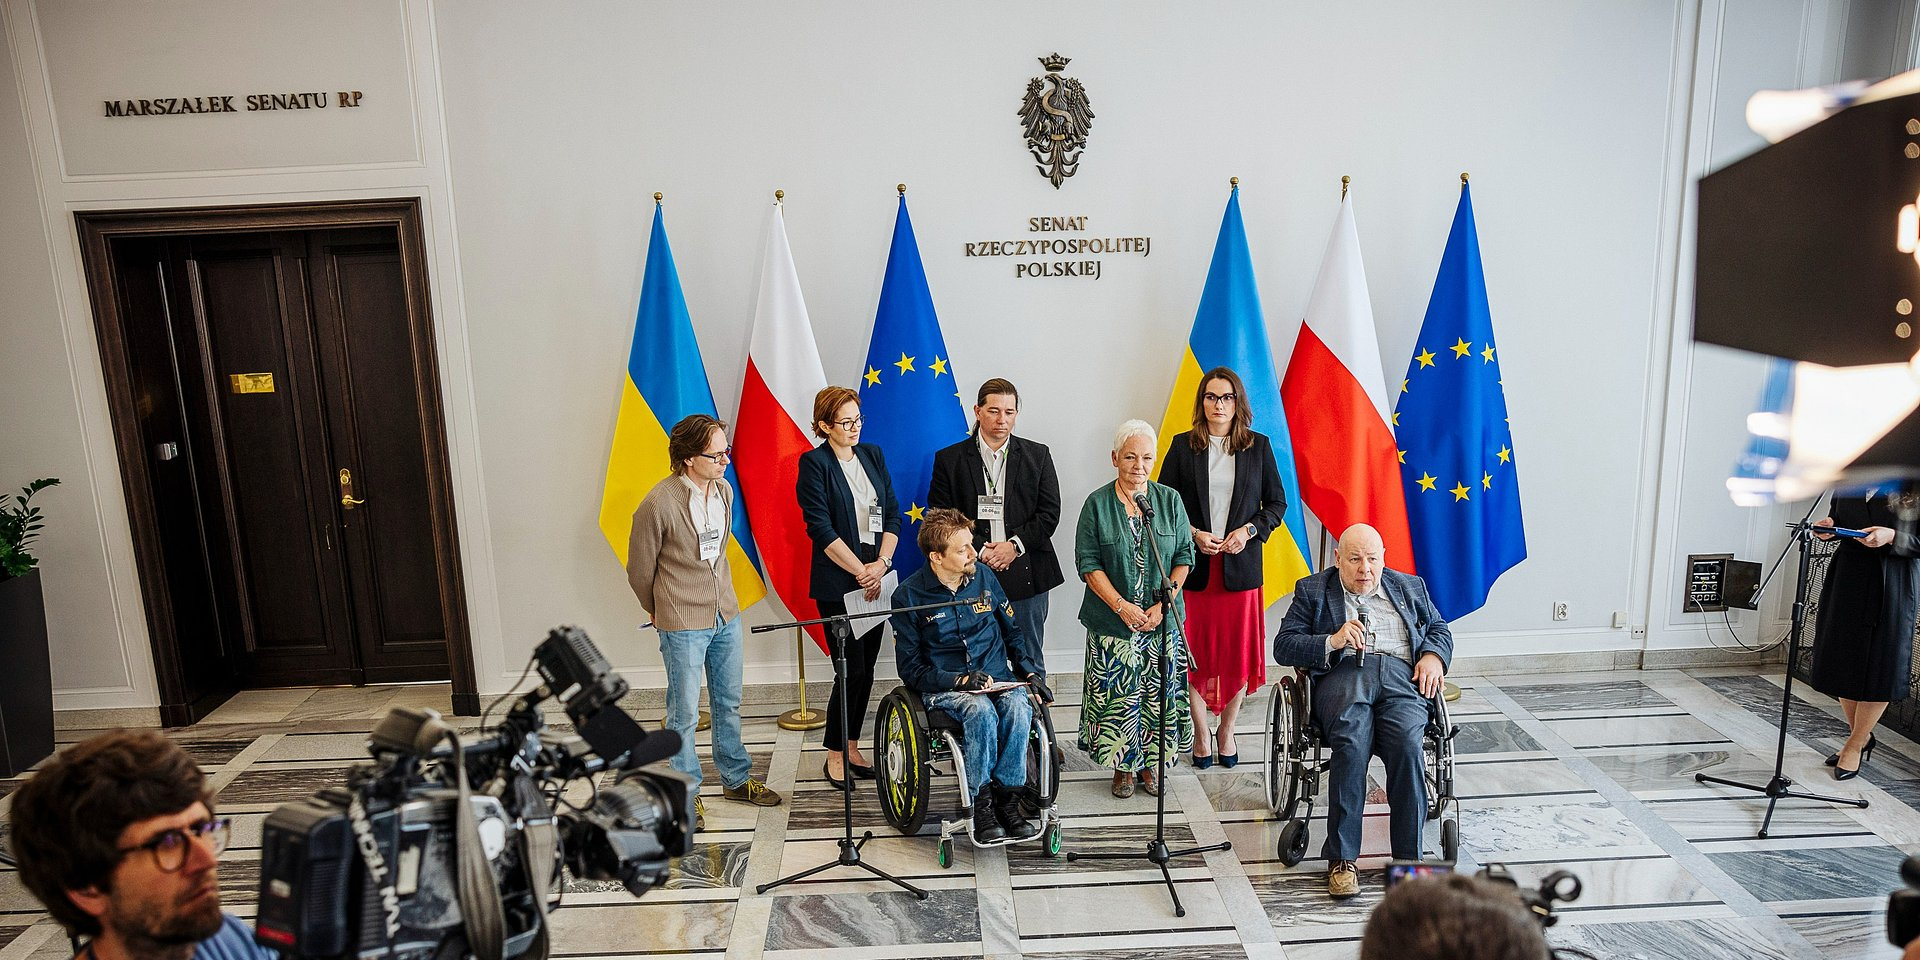 MARSZAŁEK SENATU RP
SENAT
RZECZYPOSPOLITEJ
POLSKIEJ